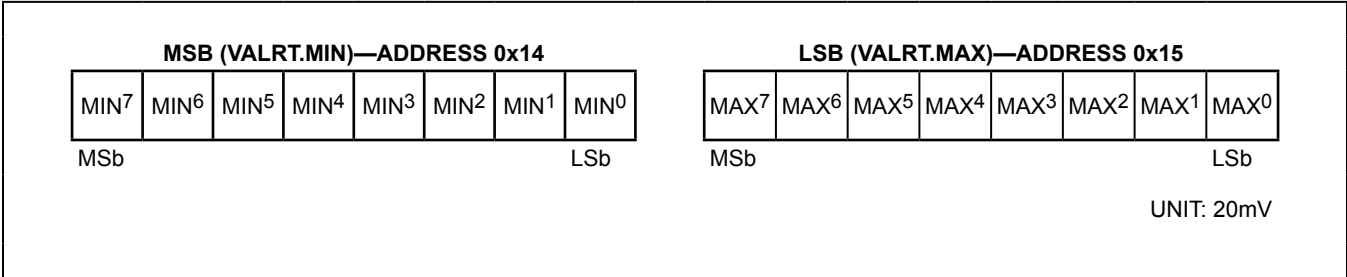 MSB (VALRT.MIN)—ADDRESS 0x14
MIN⁷ MIN⁶ MIN⁵ MIN⁴ MIN³ MIN² MIN¹ MIN⁰
MSb LSb
LSB (VALRT.MAX)—ADDRESS 0x15
MAX⁷ MAX⁶ MAX⁵ MAX⁴ MAX³ MAX² MAX¹ MAX⁰
MSb LSb
UNIT: 20mV